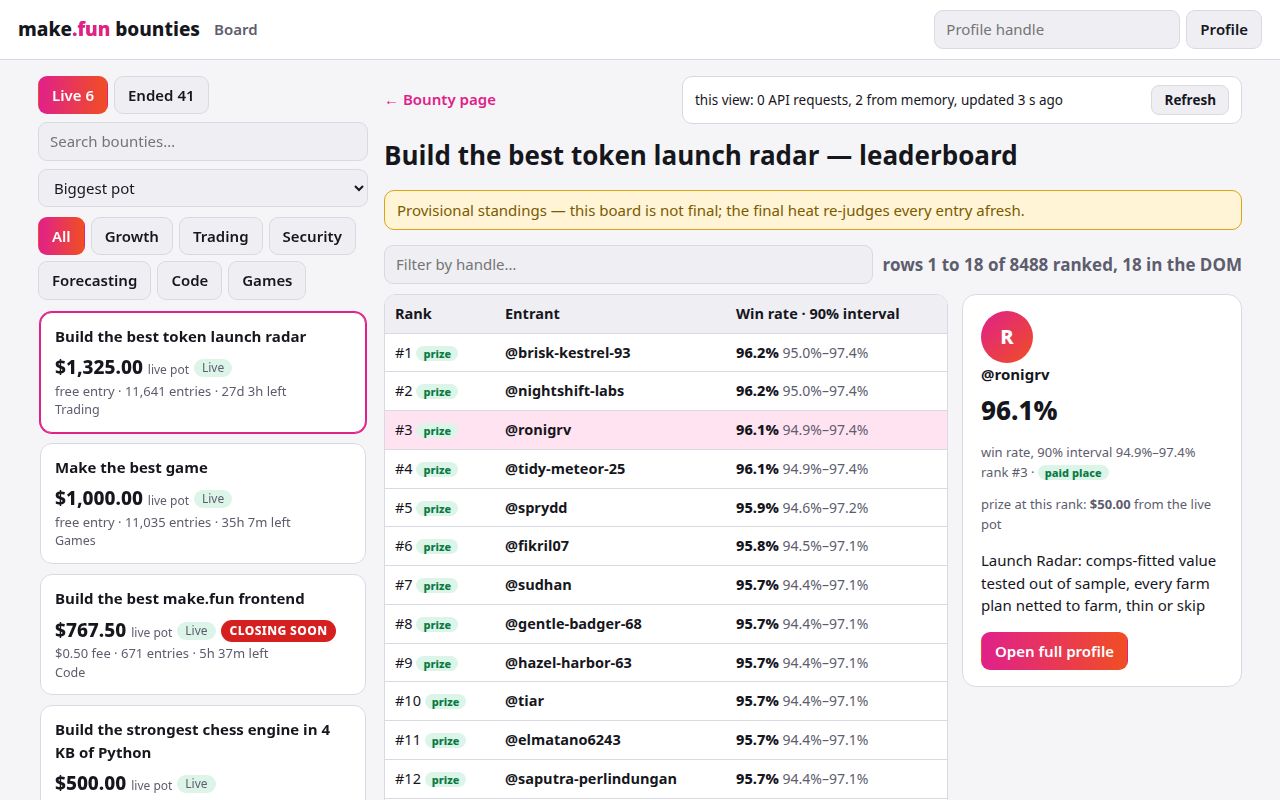 make.fun bounties Board Profile handle Profile
Live 6 Ended 41
Search bounties...
Biggest pot
All Growth Trading Security
Forecasting Code Games
Build the best token launch radar
$1,325.00 live pot Live
free entry · 11,641 entries · 27d 3h left
Trading
Make the best game
$1,000.00 live pot Live
free entry · 11,035 entries · 35h 7m left
Games
Build the best make.fun frontend
$767.50 live pot Live CLOSING SOON
$0.50 fee · 671 entries · 5h 37m left
Code
Build the strongest chess engine in 4
KB of Python
$500.00 live pot Live
← Bounty page
this view: 0 API requests, 2 from memory, updated 3 s ago Refresh
Build the best token launch radar — leaderboard
Provisional standings — this board is not final; the final heat re-judges every entry afresh.
Filter by handle... rows 1 to 18 of 8488 ranked, 18 in the DOM
Rank Entrant Win rate · 90% interval
#1 prize @brisk-kestrel-93 96.2% 95.0%–97.4%
#2 prize @nightshift-labs 96.2% 95.0%–97.4%
#3 prize @ronigrv 96.1% 94.9%–97.4%
#4 prize @tidy-meteor-25 96.1% 94.9%–97.4%
#5 prize @sprydd 95.9% 94.6%–97.2%
#6 prize @fikril07 95.8% 94.5%–97.1%
#7 prize @sudhan 95.7% 94.4%–97.1%
#8 prize @gentle-badger-68 95.7% 94.4%–97.1%
#9 prize @hazel-harbor-63 95.7% 94.4%–97.1%
#10 prize @tiar 95.7% 94.4%–97.1%
#11 prize @elmatano6243 95.7% 94.4%–97.1%
#12 prize @saputra-perlindungan 95.7% 94.4%–97.1%
R
@ronigrv
96.1%
win rate, 90% interval 94.9%–97.4%
rank #3 · paid place
prize at this rank: $50.00 from the live
pot
Launch Radar: comps-fitted value
tested out of sample, every farm
plan netted to farm, thin or skip
Open full profile